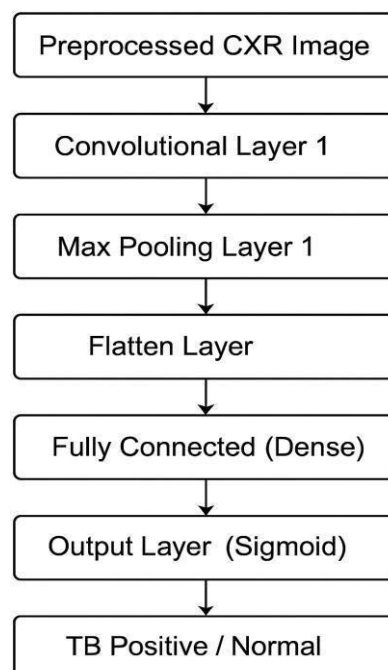 Preprocessed CXR Image
Convolutional Layer 1
Max Pooling Layer 1
Flatten Layer
Fully Connected (Dense)
Output Layer (Sigmoid)
TB Positive / Normal